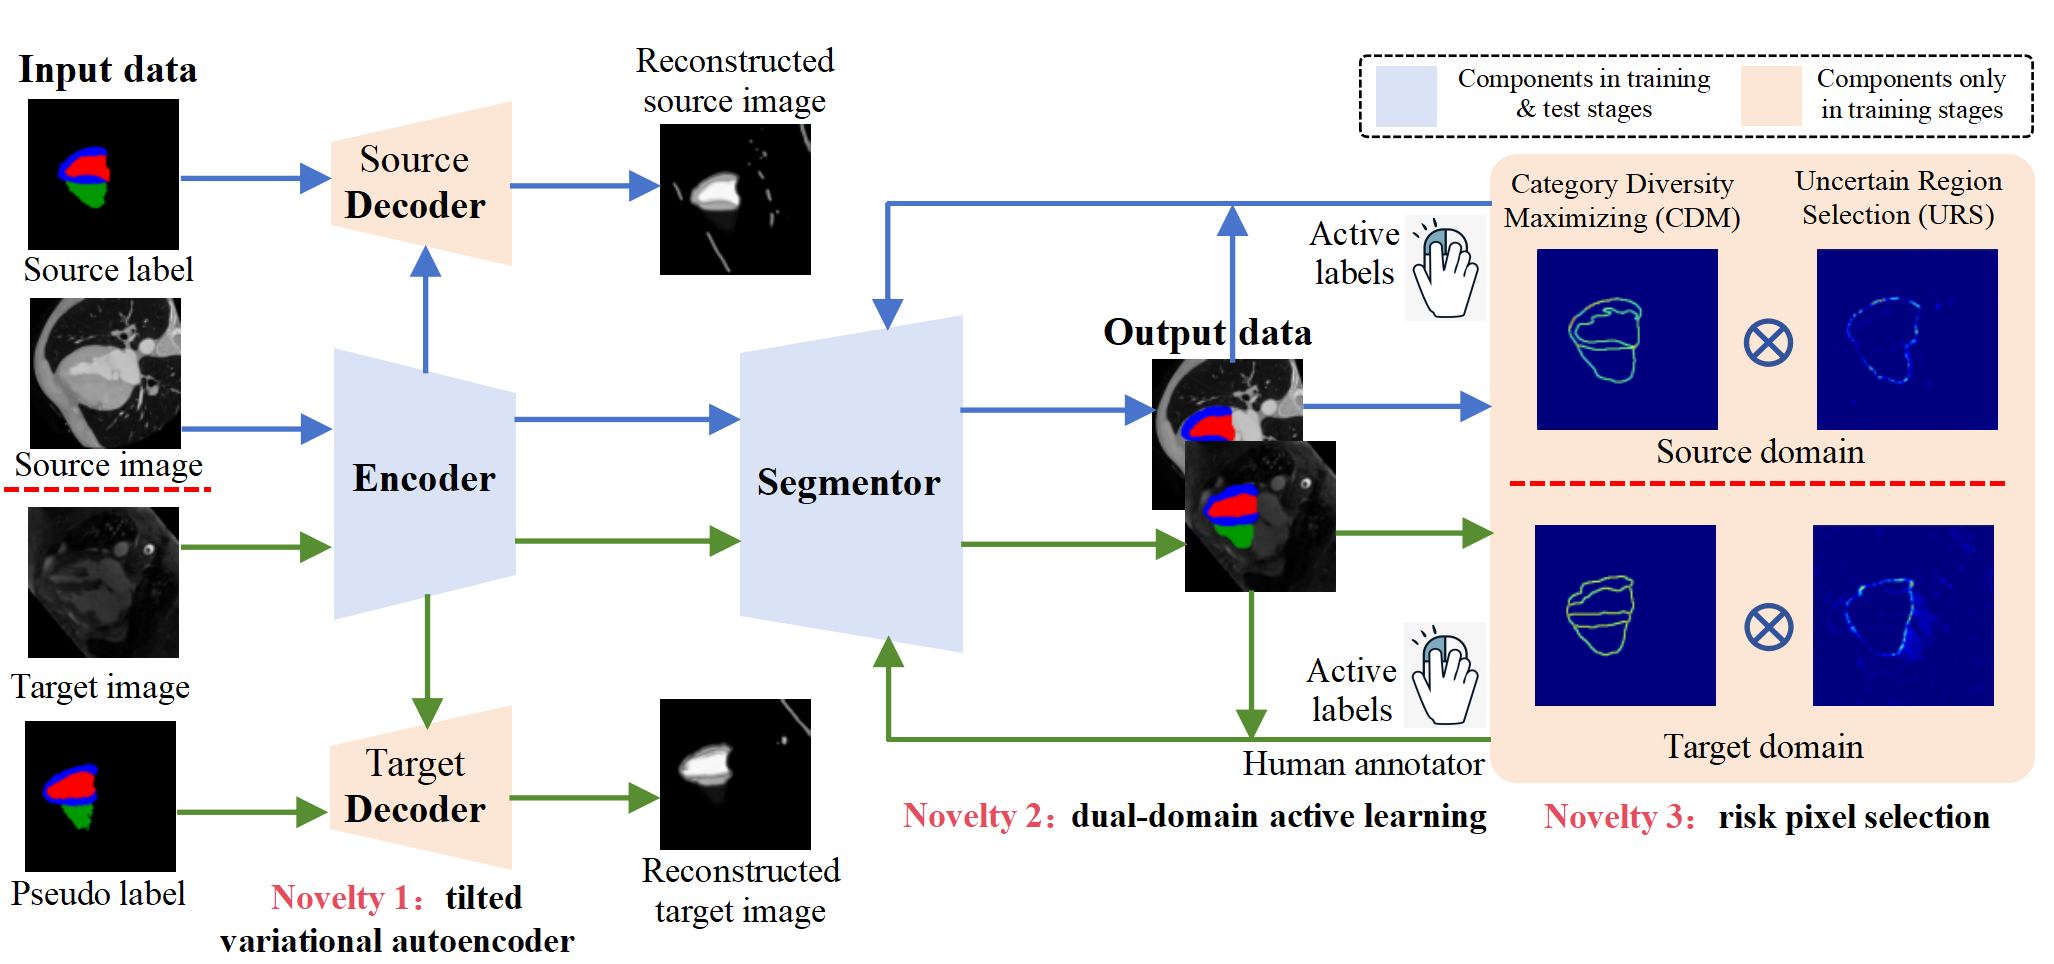 Input data
Source label
Source image
Target image
Pseudo label
Source
Decoder
Reconstructed
source image
Encoder
Target
Decoder
Reconstructed
target image
Novelty 1： tilted
variational autoencoder
Segmentor
Output data
Active
labels
Active
labels
Human annotator
Novelty 2： dual-domain active learning
Components in training
& test stages
Components only
in training stages
Category Diversity
Maximizing (CDM)
Uncertain Region
Selection (URS)
Source domain
Target domain
Novelty 3： risk pixel selection